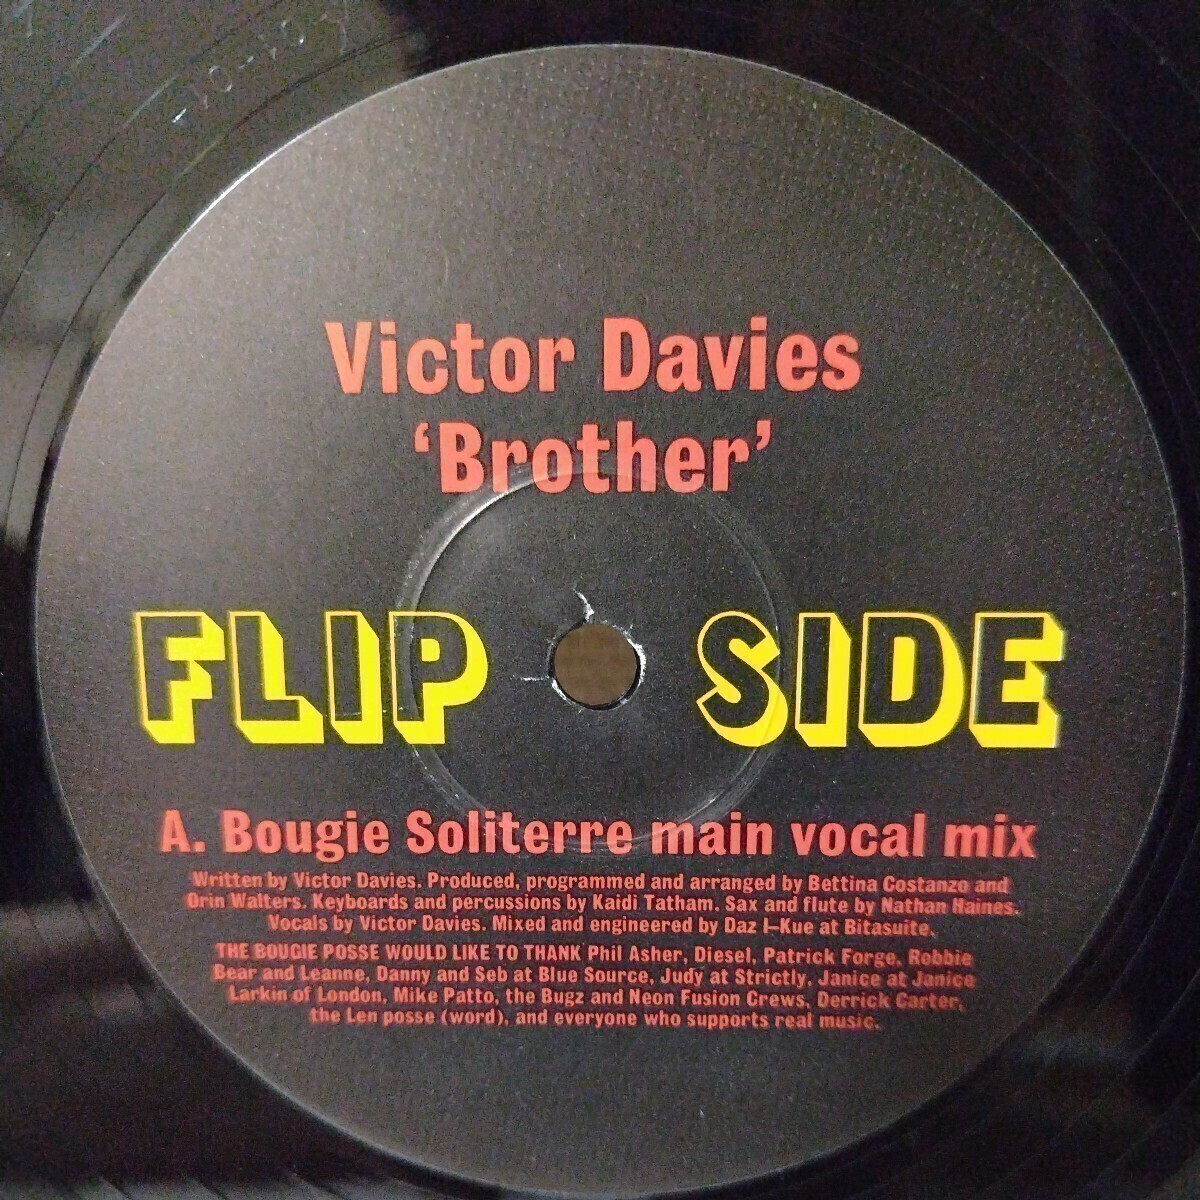 Victor Davies
‘Brother’
FLIP SIDE
A. Bougie Soliterre main vocal mix
Written by Victor Davies. Produced, programmed and arranged by Bettina Costanzo and
Orin Walters. Keyboards and percussions by Kaidi Tatham. Sax and flute by Nathan Haines.
Vocals by Victor Davies. Mixed and engineered by Daz I–Kue at Bitasuite.
THE BOUGIE POSSE WOULD LIKE TO THANK Phil Asher, Diesel, Patrick Forge, Robbie
Bear and Leanne, Danny and Seb at Blue Source, Judy at Strictly, Janice at Janice
Larkin of London, Mike Patto, the Bugz and Neon Fusion Crews, Derrick Carter,
the Len posse (word), and everyone who supports real music.